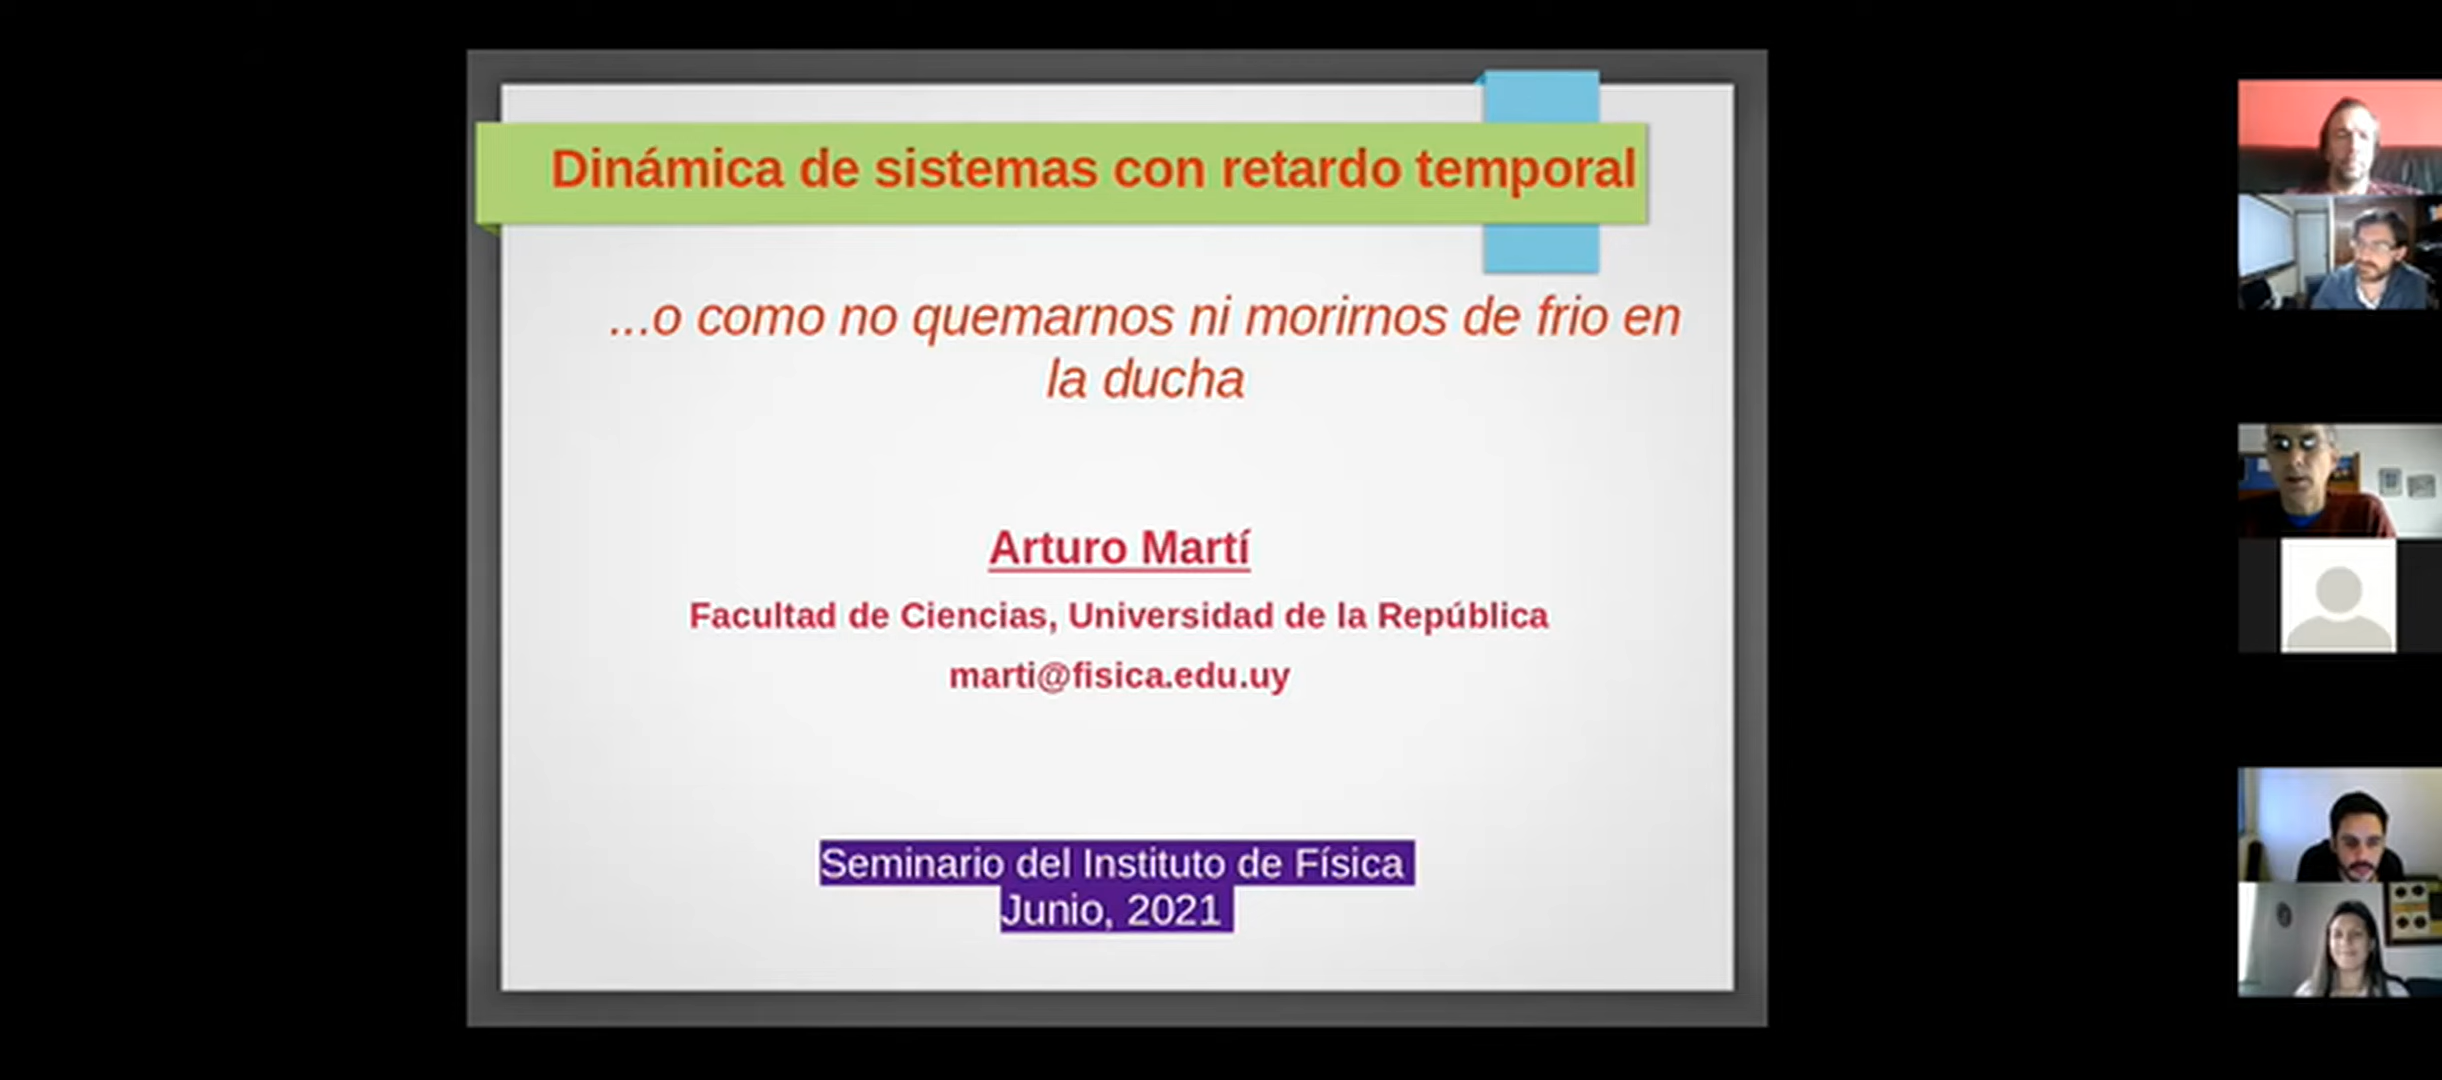 Dinámica de sistemas con retardo temporal
...o como no quemarnos ni morirnos de frio en
la ducha
Arturo Martí
Facultad de Ciencias, Universidad de la República
marti@fisica.edu.uy
Seminario del Instituto de Física
Junio, 2021